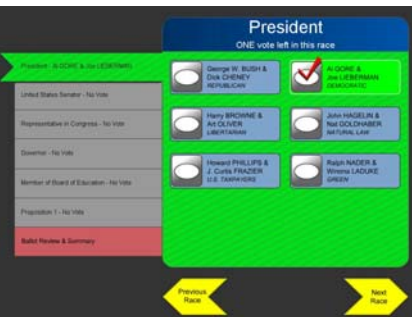 President
ONE vote left in this race
President - Al GORE & Joe LIEBERMAN
United States Senator - No Vote
Representative in Congress - No Vote
Governor - No Vote
Member of Board of Education - No Vote
Proposition 1 - No Vote
Ballot Review & Summary
George W. BUSH &
Dick CHENEY
REPUBLICAN
Al GORE &
Joe LIEBERMAN
DEMOCRATIC
Harry BROWNE &
Art OLIVER
LIBERTARIAN
John HAGELIN &
Nat GOLDHABER
NATURAL LAW
Howard PHILLIPS &
J. Curtis FRAZIER
U.S. TAXPAYERS
Ralph NADER &
Winona LADUKE
GREEN
Previous
Race
Next
Race